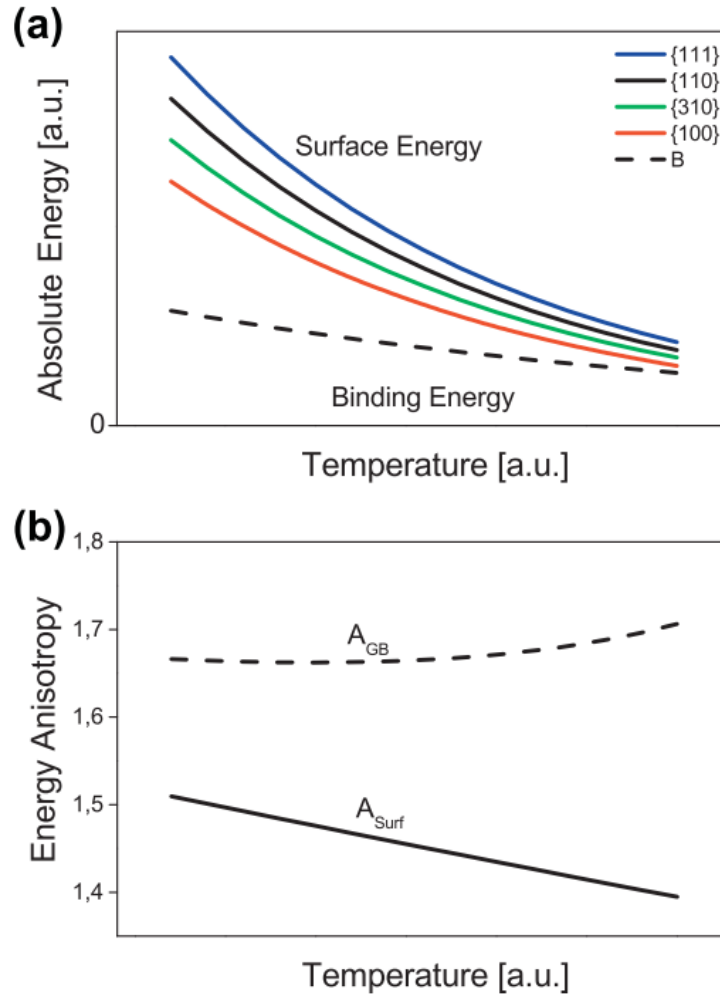 (a)
Absolute Energy [a.u.]
{111}
{110}
{310}
{100}
B
Surface Energy
Binding Energy
0
Temperature [a.u.]
(b)
Energy Anisotropy
1,8
1,7
1,6
1,5
1,4
A_GB
A_Surf
Temperature [a.u.]